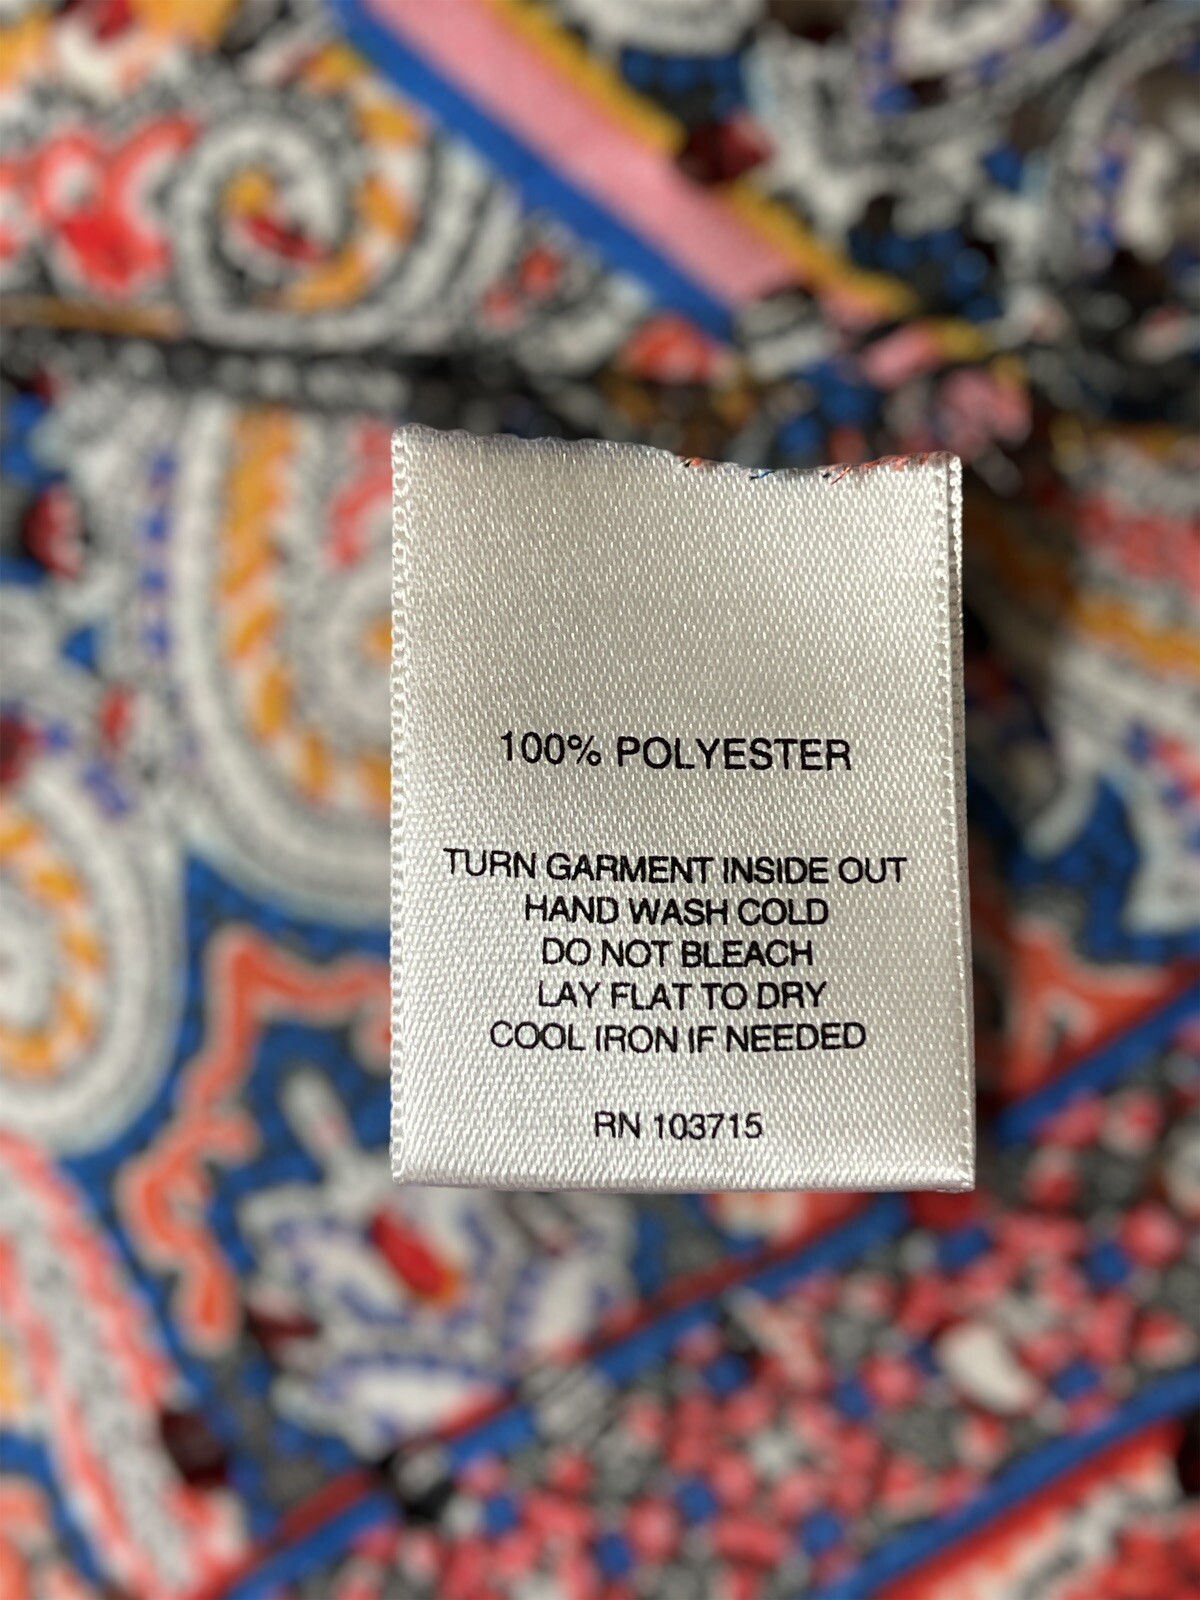 100% POLYESTER
TURN GARMENT INSIDE OUT
HAND WASH COLD
DO NOT BLEACH
LAY FLAT TO DRY
COOL IRON IF NEEDED
RN 103715